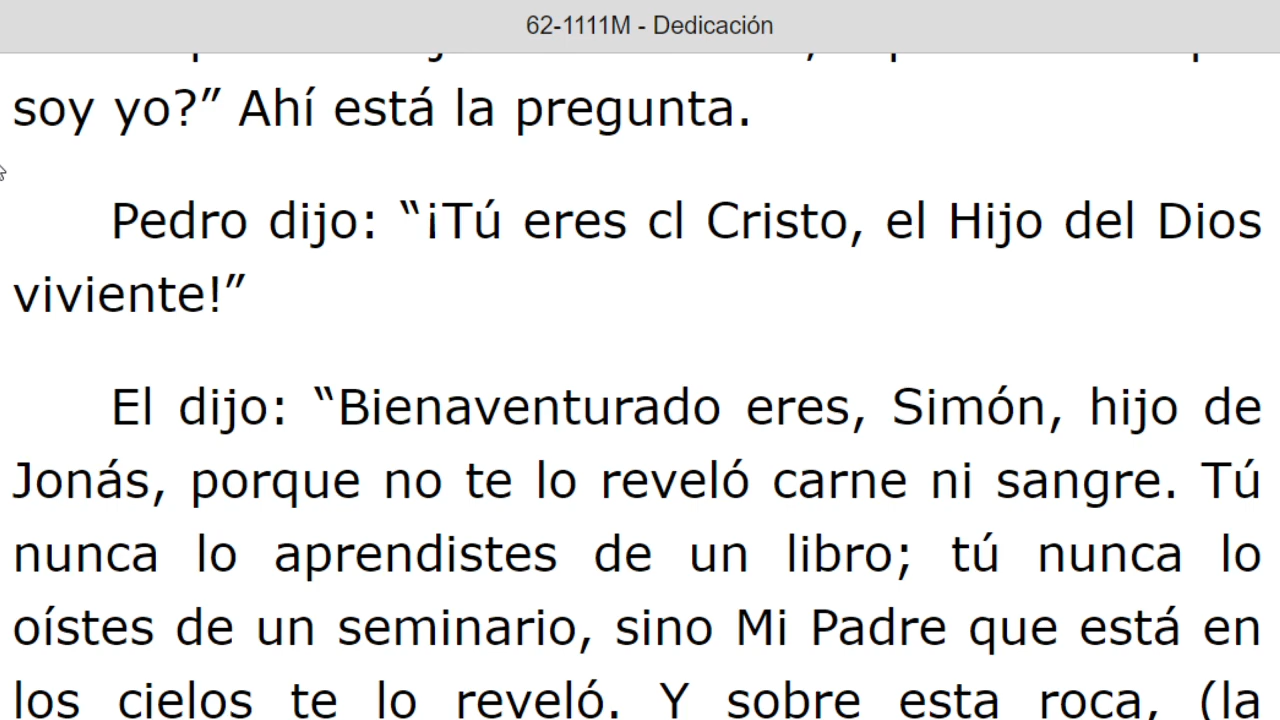 62-1111M - Dedicación
soy yo?” Ahí está la pregunta.
Pedro dijo: “¡Tú eres cl Cristo, el Hijo del Dios
viviente!”
El dijo: “Bienaventurado eres, Simón, hijo de
Jonás, porque no te lo reveló carne ni sangre. Tú
nunca lo aprendistes de un libro; tú nunca lo
oístes de un seminario, sino Mi Padre que está en
los cielos te lo reveló. Y sobre esta roca, (la